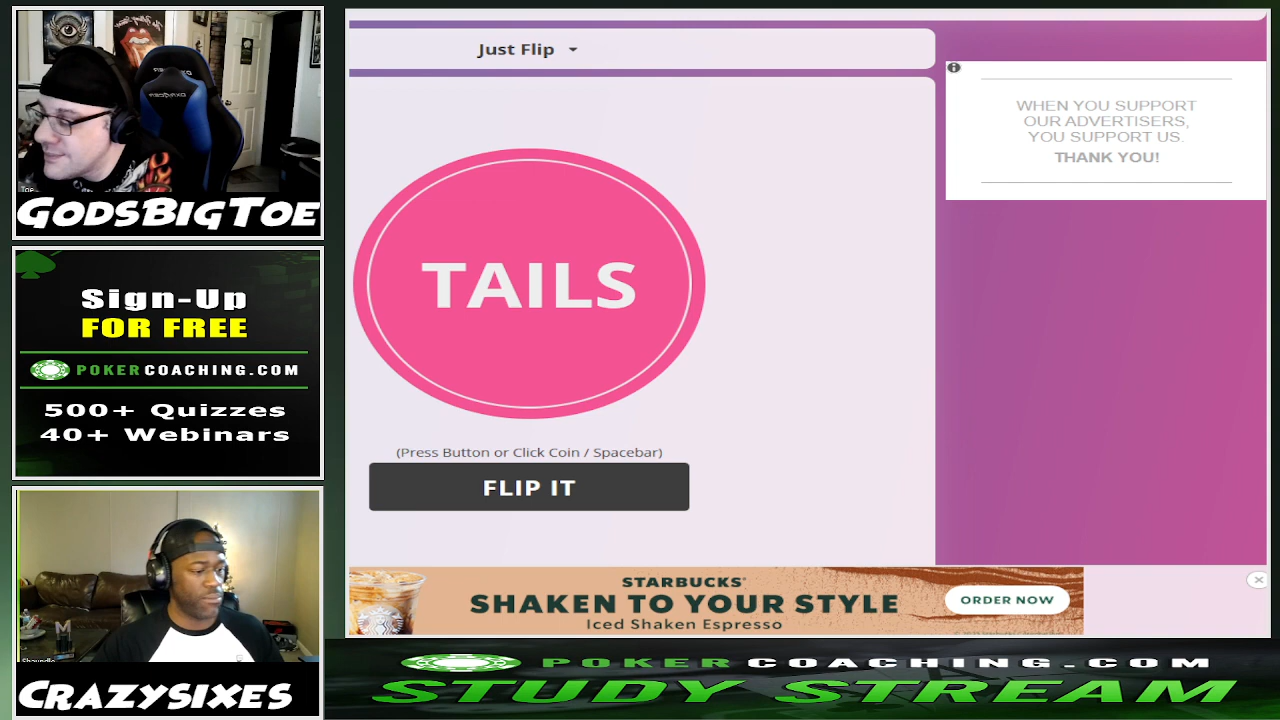 GODSBIGTOE
Sign-Up
FOR FREE
POKERCOACHING.COM
500+ Quizzes
40+ Webinars
CRAZYSIXES
Just Flip
TAILS
(Press Button or Click Coin / Spacebar)
FLIP IT
WHEN YOU SUPPORT
OUR ADVERTISERS,
YOU SUPPORT US.
THANK YOU!
STARBUCKS®
SHAKEN TO YOUR STYLE
Iced Shaken Espresso
ORDER NOW
POKERCOACHING.COM
STUDY STREAM